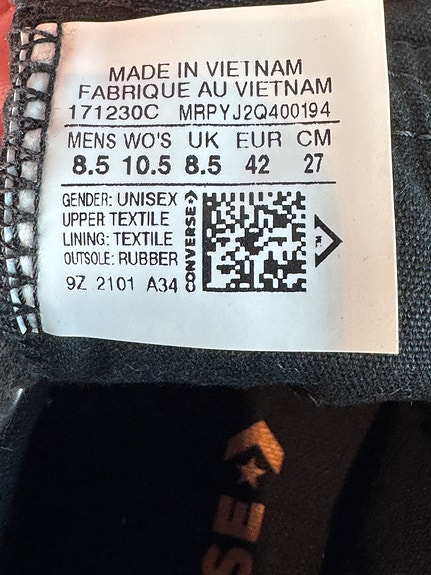 MADE IN VIETNAM
FABRIQUE AU VIETNAM
171230C MRPYJ2Q400194
MENS WO'S UK EUR CM
8.5 10.5 8.5 42 27
GENDER: UNISEX
UPPER TEXTILE
LINING: TEXTILE
OUTSOLE: RUBBER
9Z 2101 A34
CONVERSE
SE